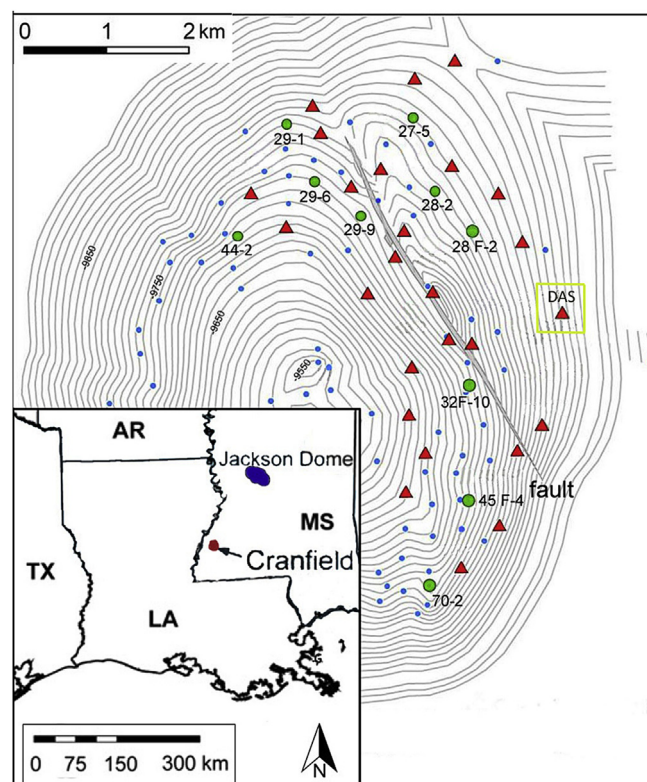 0 1 2 km
29-1
27-5
29-6
28-2
29-9
44-2
28 F-2
-9850
-9750
DAS
-9650
-9550
32F-10
AR
Jackson Dome
fault
45 F-4
MS
Cranfield
TX
70-2
LA
0 75 150 300 km
N